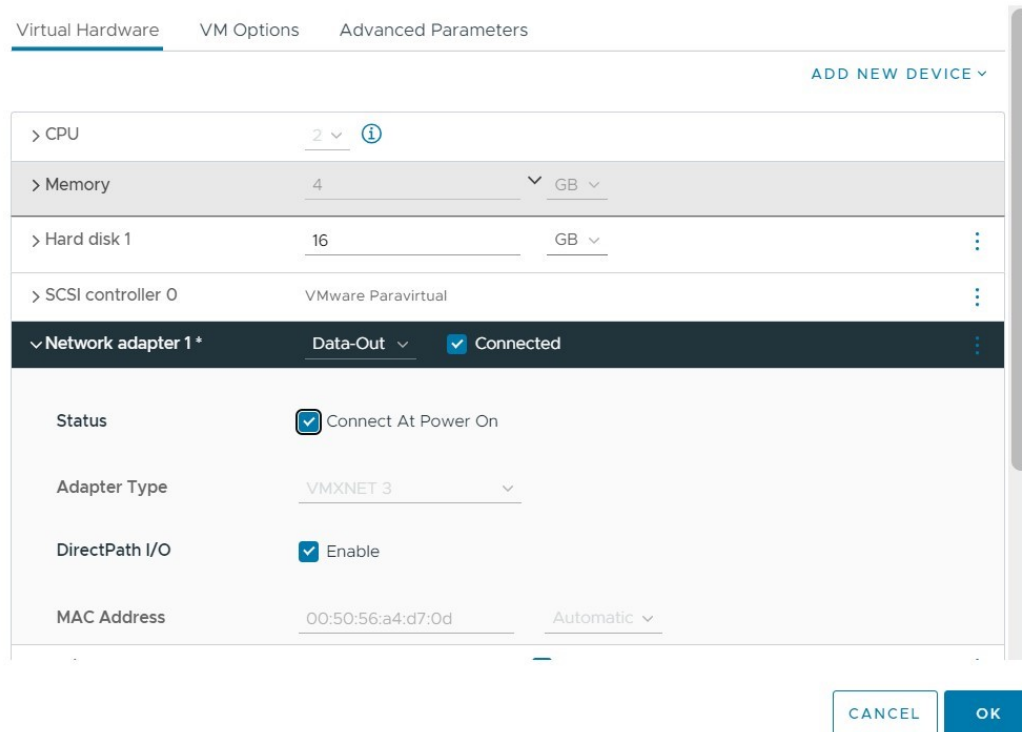 Virtual Hardware VM Options Advanced Parameters
ADD NEW DEVICE
CPU 2
Memory 4 GB
Hard disk 1 16 GB
SCSI controller 0 VMware Paravirtual
Network adapter 1 * Data-Out Connected
Status Connect At Power On
Adapter Type VMXNET 3
DirectPath I/O Enable
MAC Address 00:50:56:a4:d7:0d Automatic
CANCEL OK